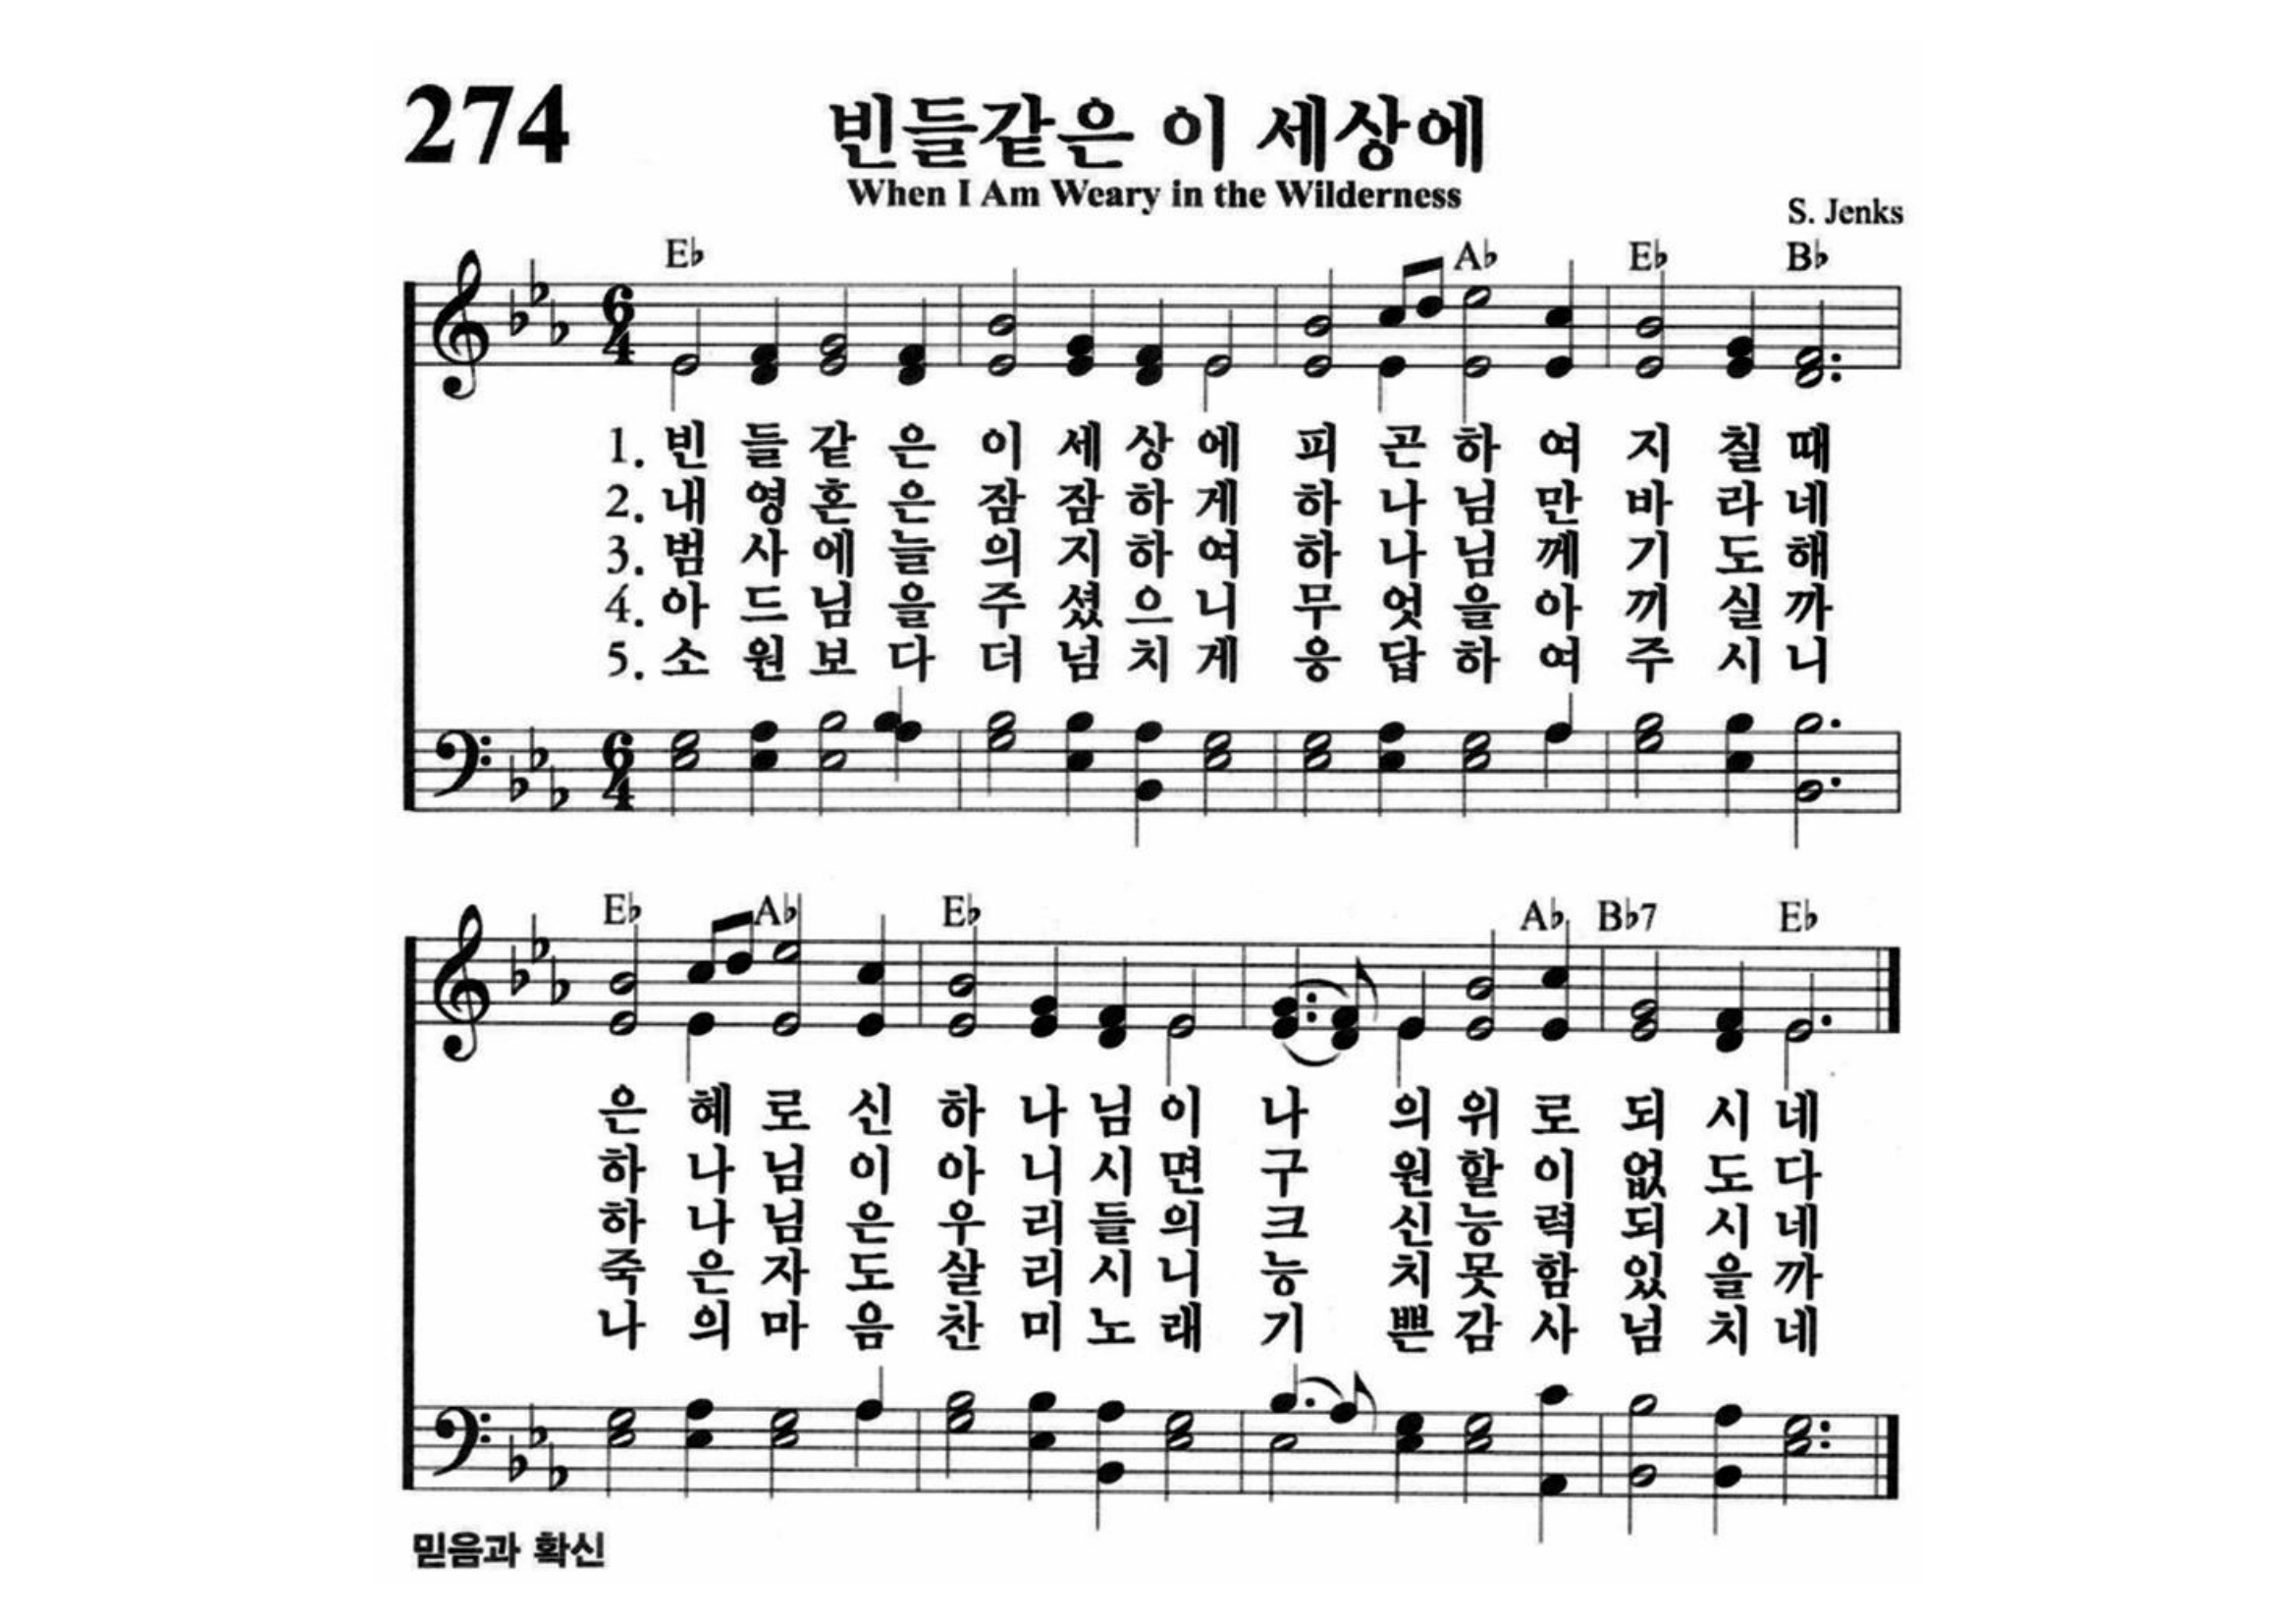 274
빈들같은 이 세상에
When I Am Weary in the Wilderness
S. Jenks
E♭ A♭ E♭ B♭
1. 빈 들 같 은 이 세 상 에 피 곤 하 여 지 칠 때
2. 내 영 혼 은 잠 잠 하 게 하 나 님 만 바 라 네
3. 범 사 에 늘 의 지 하 여 하 나 님 께 기 도 해
4. 아 드 님 을 주 셨 으 니 무 엇 을 아 끼 실 까
5. 소 원 보 다 더 넘 치 게 응 답 하 여 주 시 니
E♭ A♭ E♭ A♭ B♭7 E♭
은 혜 로 신 하 나 님 이 나 의 위 로 되 시 네
하 나 님 이 아 니 시 면 구 원 할 이 없 도 다
하 나 님 은 우 리 들 의 크 신 능 력 되 시 네
죽 은 자 도 살 리 시 니 능 치 못 함 있 을 까
나 의 마 음 찬 미 노 래 기 쁜 감 사 넘 치 네
믿음과 확신